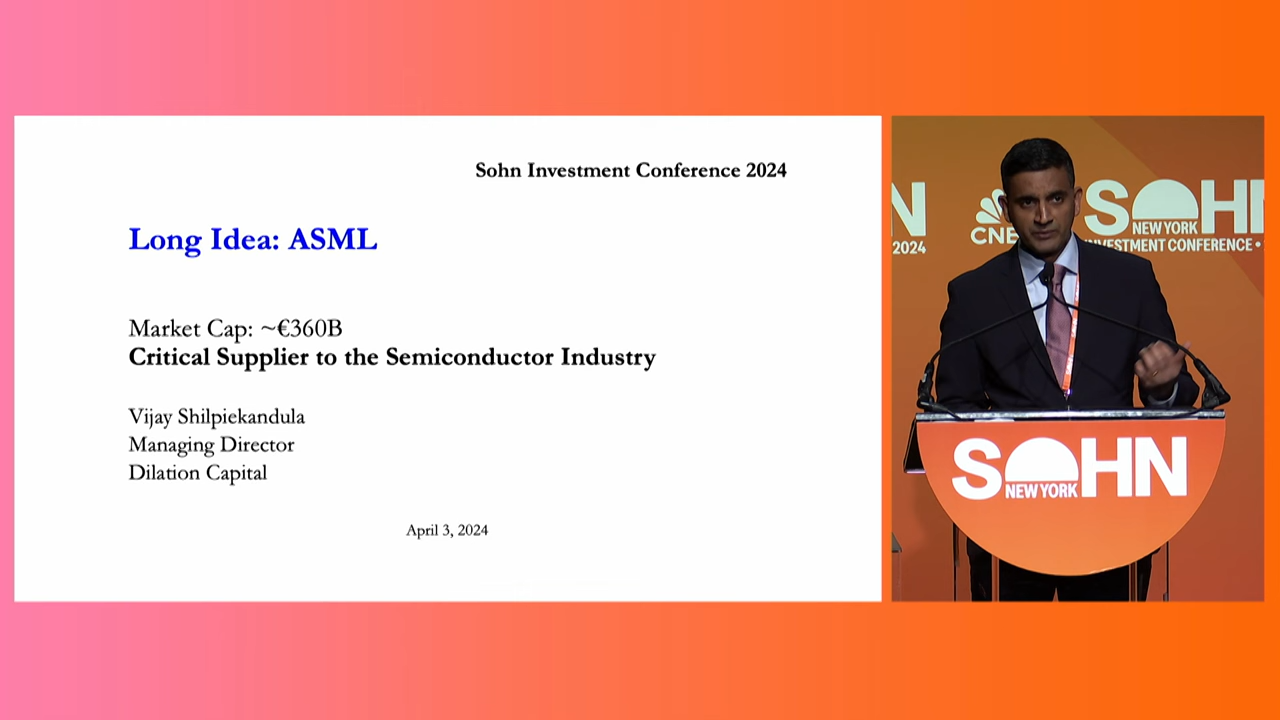 Sohn Investment Conference 2024
Long Idea: ASML
Market Cap: ~€360B
Critical Supplier to the Semiconductor Industry
Vijay Shilpiekandula
Managing Director
Dilation Capital
April 3, 2024
N
2024
CNB
SOHN
NEW YORK
INVESTMENT CONFERENCE •
SOHN
NEW YORK